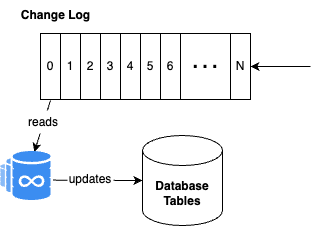 Change Log
0 1 2 3 4 5 6 ... N
reads
updates
Database
Tables